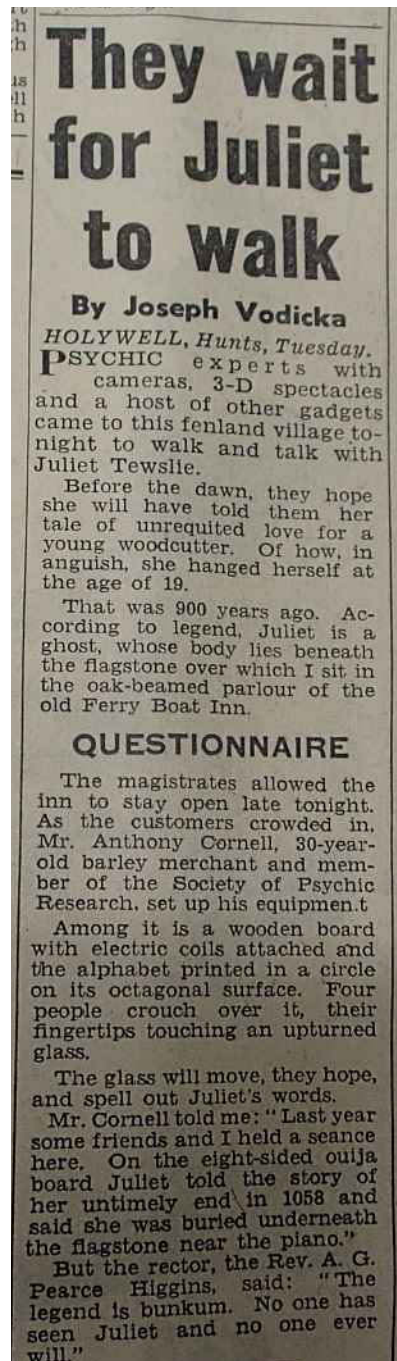 They wait
for Juliet
to walk
By Joseph Vodicka
HOLYWELL, Hunts, Tuesday.
PSYCHIC experts with
cameras, 3-D spectacles
and a host of other gadgets
came to this fenland village to-
night to walk and talk with
Juliet Tewslie.
Before the dawn, they hope
she will have told them her
tale of unrequited love for a
young woodcutter. Of how, in
anguish, she hanged herself at
the age of 19.
That was 900 years ago. Ac-
cording to legend, Juliet is a
ghost, whose body lies beneath
the flagstone over which I sit in
the oak-beamed parlour of the
old Ferry Boat Inn.
QUESTIONNAIRE
The magistrates allowed the
inn to stay open late tonight.
As the customers crowded in,
Mr. Anthony Cornell, 30-year-
old barley merchant and mem-
ber of the Society of Psychic
Research, set up his equipmen.t
Among it is a wooden board
with electric coils attached and
the alphabet printed in a circle
on its octagonal surface. Four
people crouch over it, their
fingertips touching an upturned
glass.
The glass will move, they hope,
and spell out Juliet's words.
Mr. Cornell told me: "Last year
some friends and I held a seance
here. On the eight-sided ouija
board Juliet told the story of
her untimely end in 1058 and
said she was buried underneath
the flagstone near the piano."
But the rector, the Rev. A. G.
Pearce Higgins, said: "The
legend is bunkum. No one has
seen Juliet and no one ever
will."